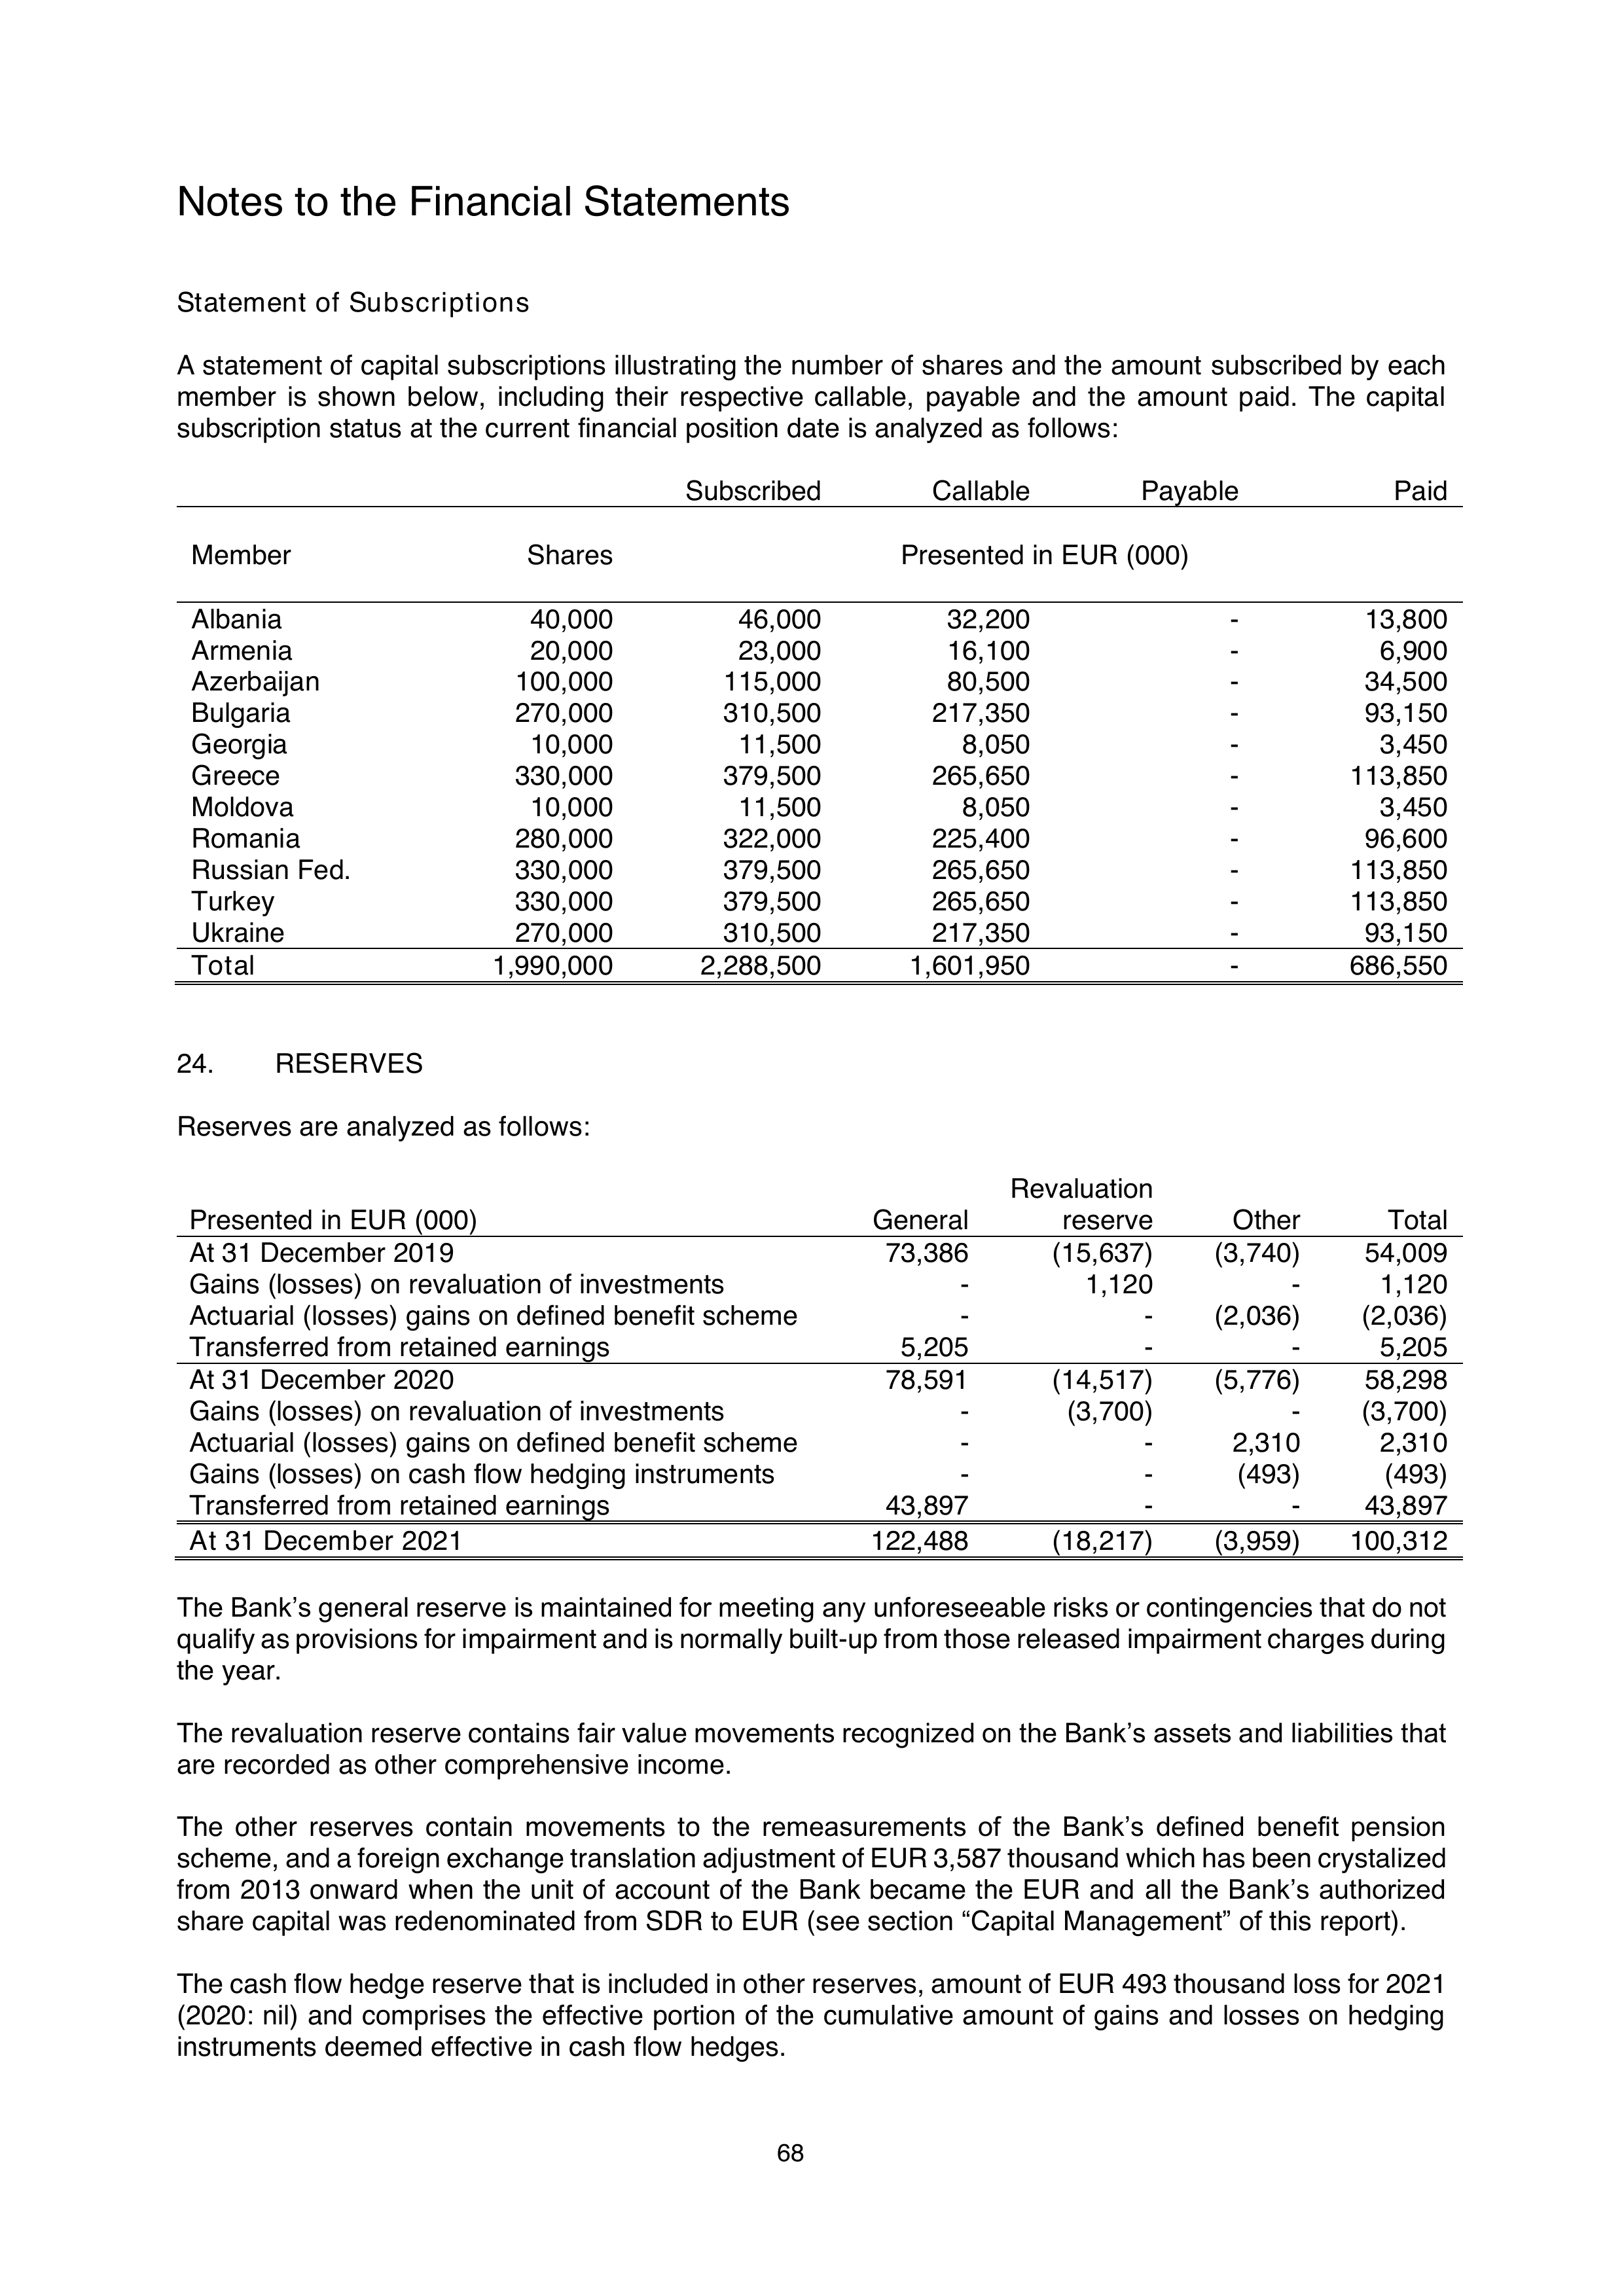 Notes to the Financial Statements
Statement of Subscriptions
A statement of capital subscriptions illustrating the number of shares and the amount subscribed by each
member is shown below, including their respective callable, payable and the amount paid. The capital
subscription status at the current financial position date is analyzed as follows:
Subscribed Callable Payable Paid
Member Shares Presented in EUR (000)
Albania 40,000 46,000 32,200 - 13,800
Armenia 20,000 23,000 16,100 - 6,900
Azerbaijan 100,000 115,000 80,500 - 34,500
Bulgaria 270,000 310,500 217,350 - 93,150
Georgia 10,000 11,500 8,050 - 3,450
Greece 330,000 379,500 265,650 - 113,850
Moldova 10,000 11,500 8,050 - 3,450
Romania 280,000 322,000 225,400 - 96,600
Russian Fed. 330,000 379,500 265,650 - 113,850
Turkey 330,000 379,500 265,650 - 113,850
Ukraine 270,000 310,500 217,350 - 93,150
Total 1,990,000 2,288,500 1,601,950 - 686,550
24. RESERVES
Reserves are analyzed as follows:
Revaluation
Presented in EUR (000) General reserve Other Total
At 31 December 2019 73,386 (15,637) (3,740) 54,009
Gains (losses) on revaluation of investments - 1,120 - 1,120
Actuarial (losses) gains on defined benefit scheme - - (2,036) (2,036)
Transferred from retained earnings 5,205 - - 5,205
At 31 December 2020 78,591 (14,517) (5,776) 58,298
Gains (losses) on revaluation of investments - (3,700) - (3,700)
Actuarial (losses) gains on defined benefit scheme - - 2,310 2,310
Gains (losses) on cash flow hedging instruments - - (493) (493)
Transferred from retained earnings 43,897 - - 43,897
At 31 December 2021 122,488 (18,217) (3,959) 100,312
The Bank’s general reserve is maintained for meeting any unforeseeable risks or contingencies that do not
qualify as provisions for impairment and is normally built-up from those released impairment charges during
the year.
The revaluation reserve contains fair value movements recognized on the Bank’s assets and liabilities that
are recorded as other comprehensive income.
The other reserves contain movements to the remeasurements of the Bank’s defined benefit pension
scheme, and a foreign exchange translation adjustment of EUR 3,587 thousand which has been crystalized
from 2013 onward when the unit of account of the Bank became the EUR and all the Bank’s authorized
share capital was redenominated from SDR to EUR (see section “Capital Management” of this report).
The cash flow hedge reserve that is included in other reserves, amount of EUR 493 thousand loss for 2021
(2020: nil) and comprises the effective portion of the cumulative amount of gains and losses on hedging
instruments deemed effective in cash flow hedges.
68